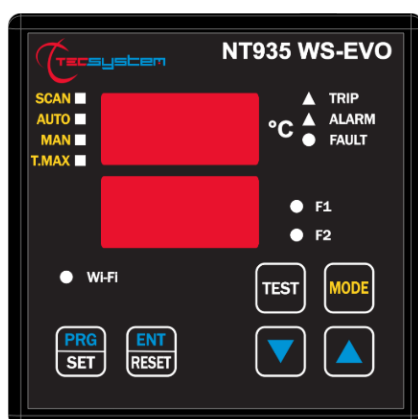 TECSYSTEM
NT935 WS-EVO
SCAN
AUTO
MAN
T.MAX
°C
TRIP
ALARM
FAULT
F1
F2
Wi-Fi
TEST
MODE
PRG
SET
ENT
RESET